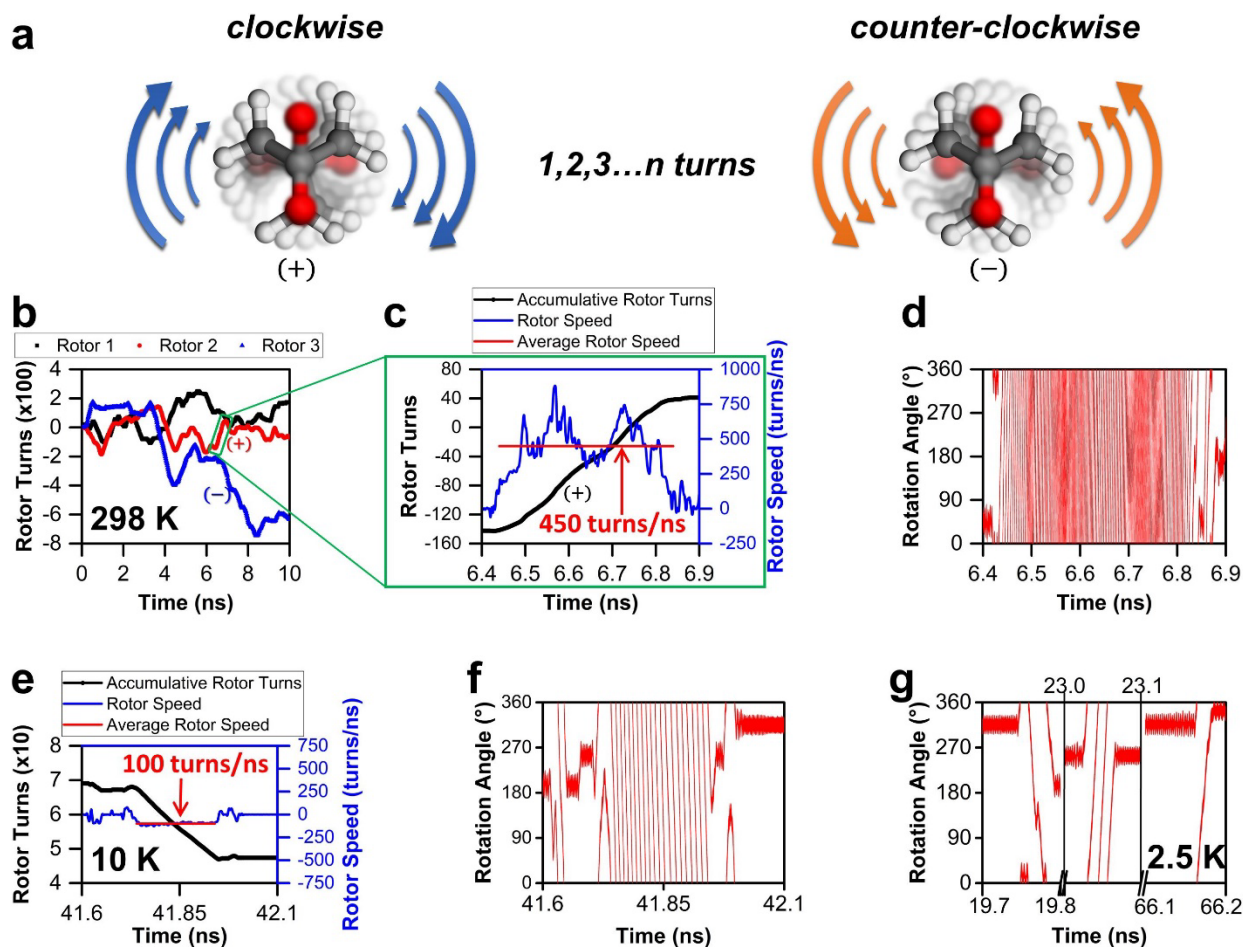 a
clockwise
counter-clockwise
1,2,3…n turns
(+)
(−)
b
Rotor 1 Rotor 2 Rotor 3
Rotor Turns (x100)
4
2
0
-2
-4
-6
-8
(+)
(−)
298 K
0 2 4 6 8 10
Time (ns)
c
Accumulative Rotor Turns
Rotor Speed
Average Rotor Speed
Rotor Turns
80
40
0
-40
-80
-120
-160
(+)
450 turns/ns
1000
750
500
250
0
-250
Rotor Speed (turns/ns)
6.4 6.5 6.6 6.7 6.8 6.9
Time (ns)
d
Rotation Angle (°)
360
270
180
90
0
6.4 6.5 6.6 6.7 6.8 6.9
Time (ns)
e
Accumulative Rotor Turns
Rotor Speed
Average Rotor Speed
Rotor Turns (x10)
8
7
6
5
4
100 turns/ns
10 K
750
500
250
0
-250
-500
-750
Rotor Speed (turns/ns)
41.6 41.85 42.1
Time (ns)
f
Rotation Angle (°)
360
270
180
90
0
41.6 41.85 42.1
Time (ns)
g
23.0 23.1
Rotation Angle (°)
360
270
180
90
0
2.5 K
19.7 19.8 66.1 66.2
Time (ns)